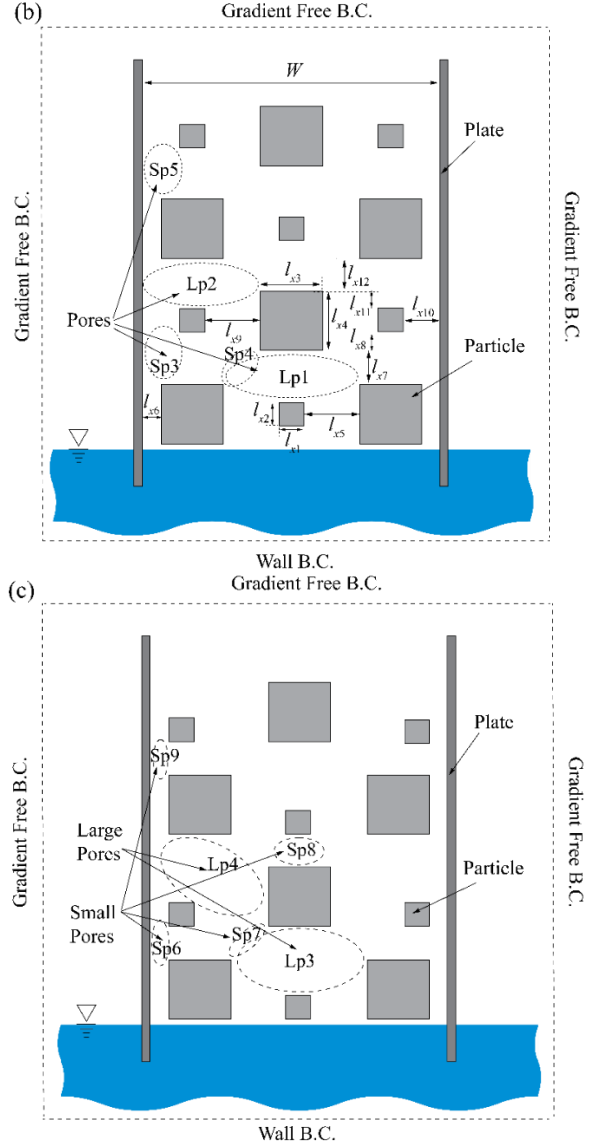 (b)
Gradient Free B.C.
W
Plate
Sp5
Gradient Free B.C.
Gradient Free B.C.
lx3
lx12
Lp2
lx11
lx10
Pores
lx9
lx4
lx8
Sp3
Sp4
Lp1
lx7
Particle
lx6
lx2
lx1
lx5
Wall B.C.
(c)
Gradient Free B.C.
Plate
Sp9
Gradient Free B.C.
Gradient Free B.C.
Large
Pores
Lp4
Sp8
Particle
Small
Pores
Sp6
Sp7
Lp3
Wall B.C.